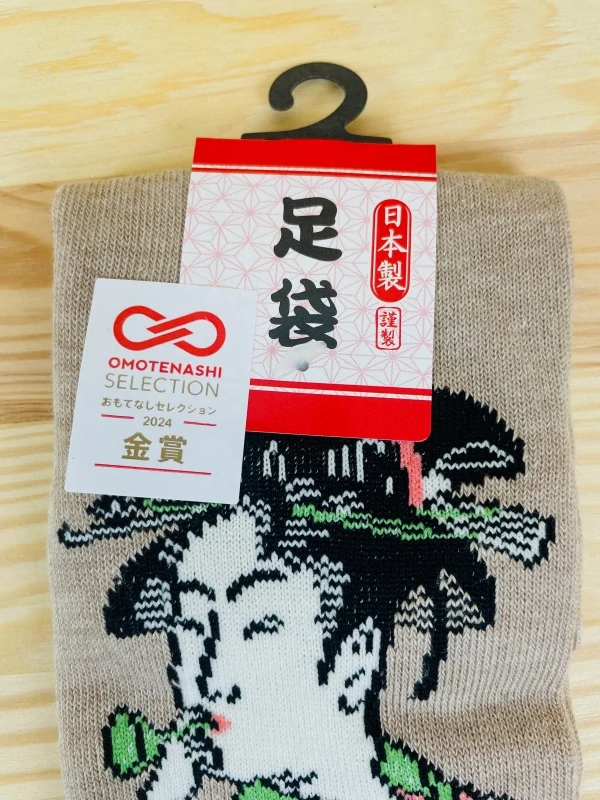 足袋
日本製
謹製
OMOTENASHI
SELECTION
おもてなしセレクション
2024
金賞